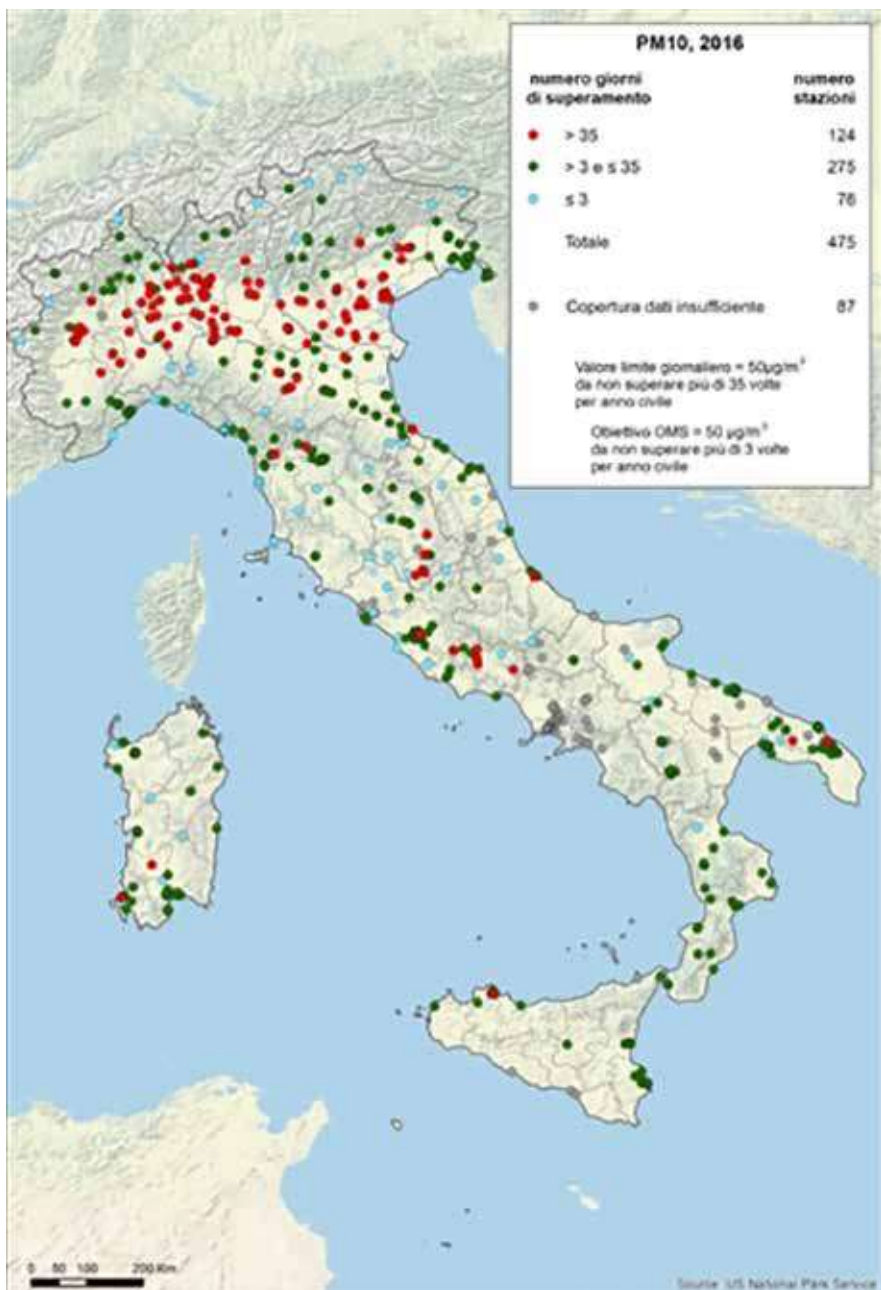 PM10, 2016
numero giorni
di superamento
numero
stazioni
> 35 124
> 3 e ≤ 35 275
≤ 3 76
Totale 475
Copertura dati insufficiente 87
Valore limite giornaliero = 50µg/m³
da non superare più di 35 volte
per anno civile
Obiettivo OMS = 50 µg/m³
da non superare più di 3 volte
per anno civile
0 50 100 200 Km
Source: US National Park Service